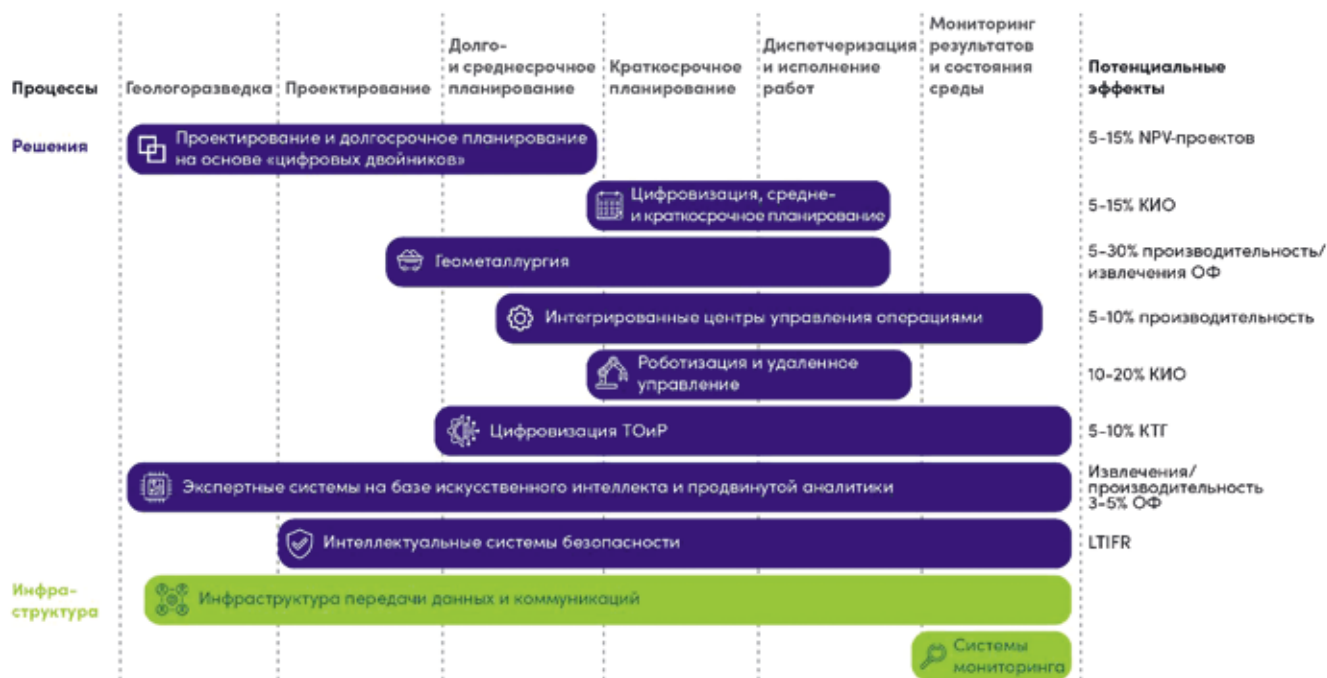 Процессы
Геологоразведка
Проектирование
Долго-
и среднесрочное
планирование
Краткосрочное
планирование
Диспетчеризация
и исполнение
работ
Мониторинг
результатов
и состояния
среды
Потенциальные
эффекты
Решения
Проектирование и долгосрочное планирование
на основе «цифровых двойников»
5-15% NPV-проектов
Цифровизация, средне-
и краткосрочное планирование
5-15% КИО
Геометаллургия
5-30% производительность/
извлечения ОФ
Интегрированные центры управления операциями
5-10% производительность
Роботизация и удаленное
управление
10-20% КИО
Цифровизация ТОиР
5-10% КТГ
Экспертные системы на базе искусственного интеллекта и продвинутой аналитики
Извлечения/
производительность
3-5% ОФ
Интеллектуальные системы безопасности
LTIFR
Инфра-
структура
Инфраструктура передачи данных и коммуникаций
Системы
мониторинга